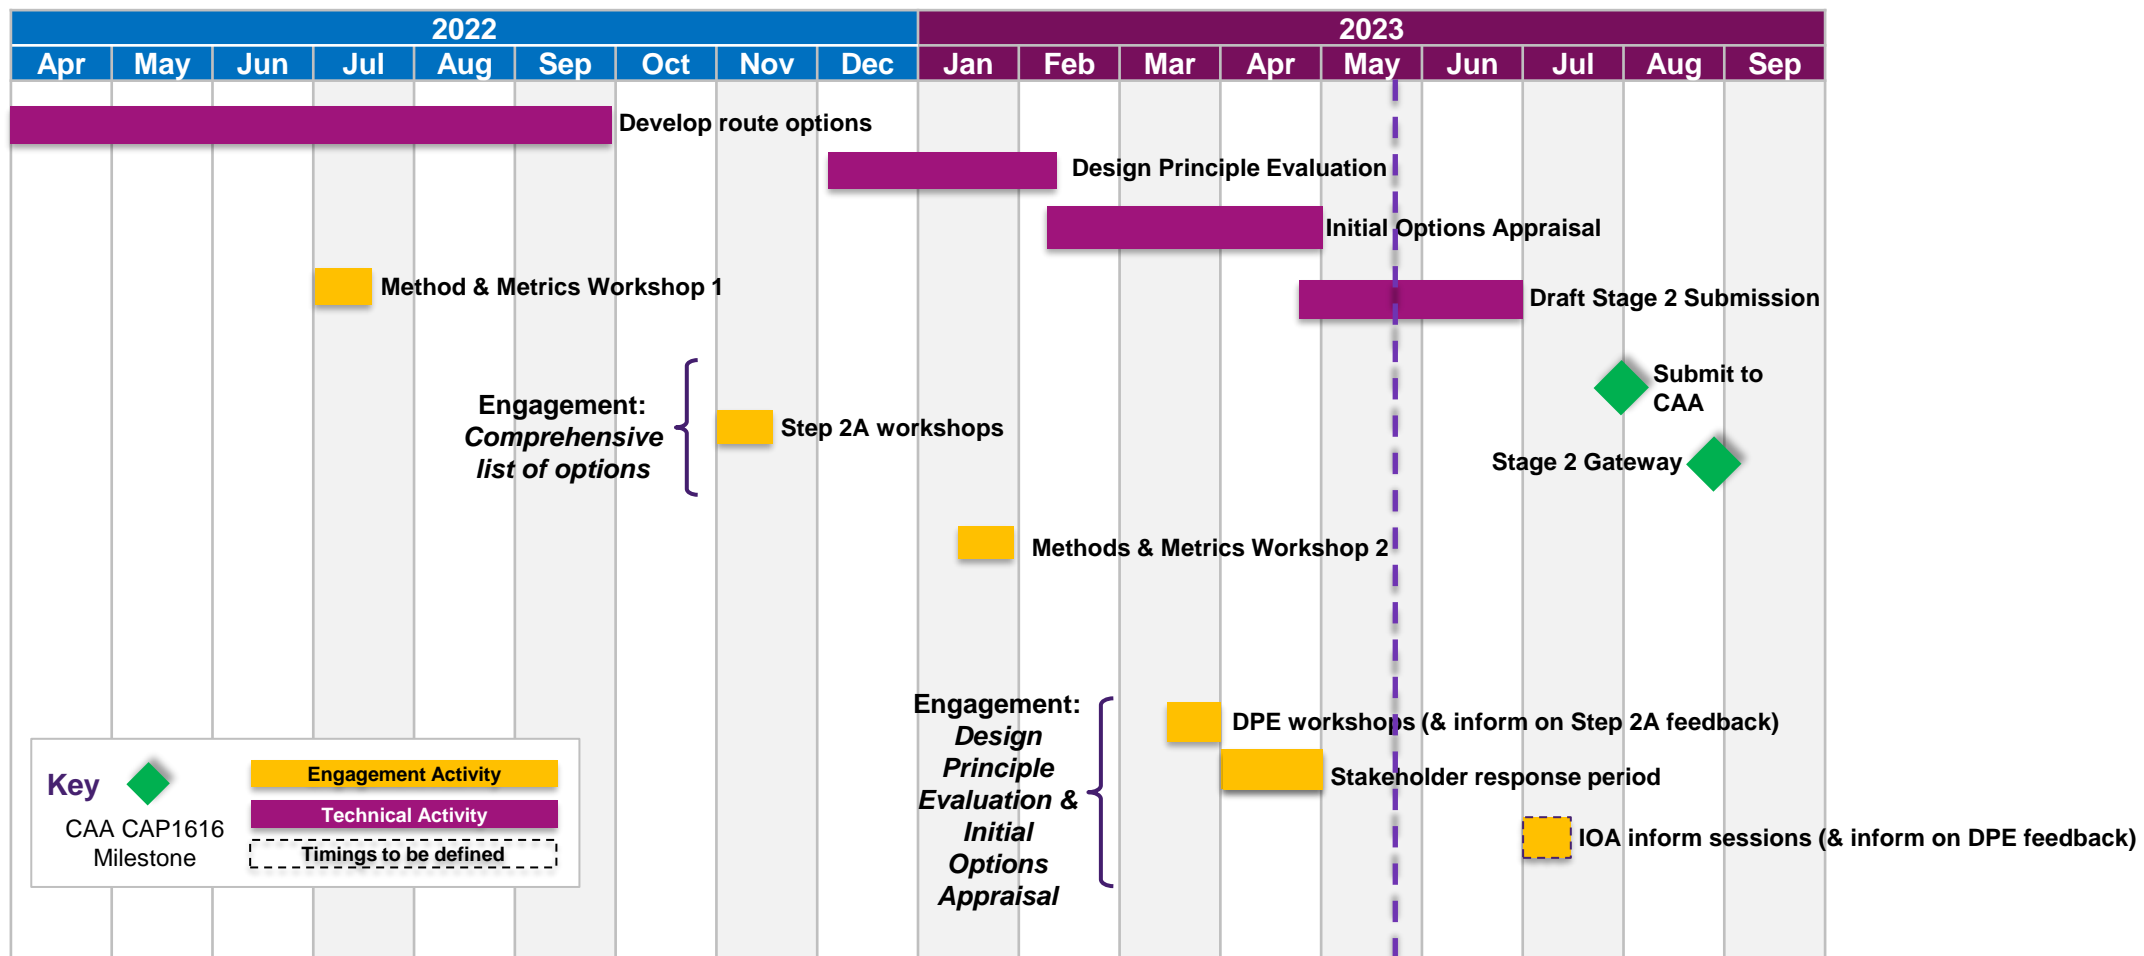 2022
2023
Apr May Jun Jul Aug Sep Oct Nov Dec Jan Feb Mar Apr May Jun Jul Aug Sep
Develop route options
Design Principle Evaluation
Initial Options Appraisal
Method & Metrics Workshop 1
Draft Stage 2 Submission
Submit to
CAA
Engagement:
Comprehensive
list of options
Step 2A workshops
Stage 2 Gateway
Methods & Metrics Workshop 2
Engagement:
Design
Principle
Evaluation &
Initial
Options
Appraisal
DPE workshops (& inform on Step 2A feedback)
Stakeholder response period
IOA inform sessions (& inform on DPE feedback)
Key
CAA CAP1616
Milestone
Engagement Activity
Technical Activity
Timings to be defined